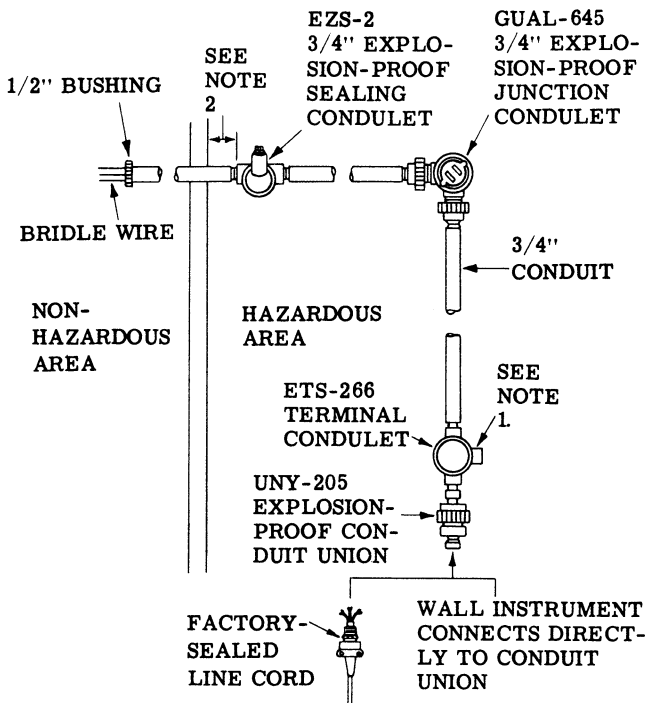 EZS-2
3/4" EXPLO-
SION-PROOF
SEALING
CONDULET
GUAL-645
3/4" EXPLO-
SION-PROOF
JUNCTION
CONDULET
SEE
NOTE
2
1/2" BUSHING
BRIDLE WIRE
3/4"
CONDUIT
NON-
HAZARDOUS
AREA
HAZARDOUS
AREA
SEE
NOTE
1.
ETS-266
TERMINAL
CONDULET
UNY-205
EXPLOSION-
PROOF CON-
DUIT UNION
FACTORY-
SEALED
LINE CORD
WALL INSTRUMENT
CONNECTS DIRECT-
LY TO CONDUIT
UNION